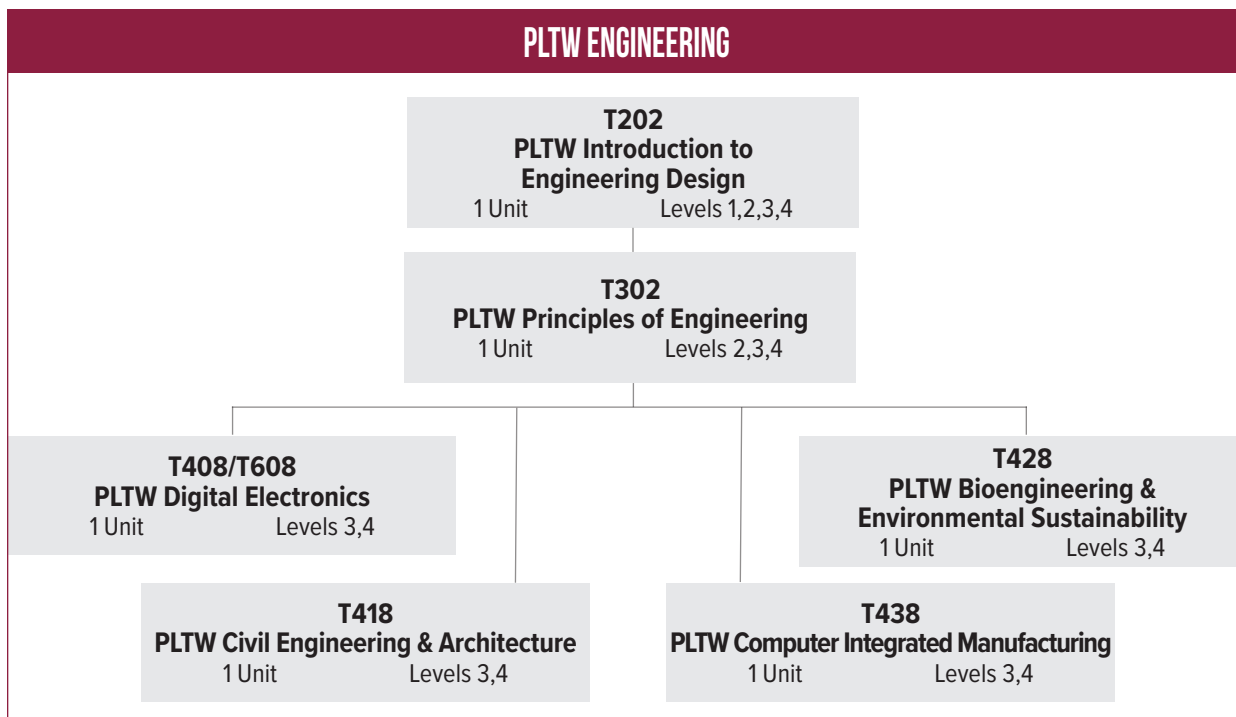 PLTW ENGINEERING
T202
PLTW Introduction to
Engineering Design
1 Unit Levels 1,2,3,4
T302
PLTW Principles of Engineering
1 Unit Levels 2,3,4
T408/T608
PLTW Digital Electronics
1 Unit Levels 3,4
T428
PLTW Bioengineering &
Environmental Sustainability
1 Unit Levels 3,4
T418
PLTW Civil Engineering & Architecture
1 Unit Levels 3,4
T438
PLTW Computer Integrated Manufacturing
1 Unit Levels 3,4